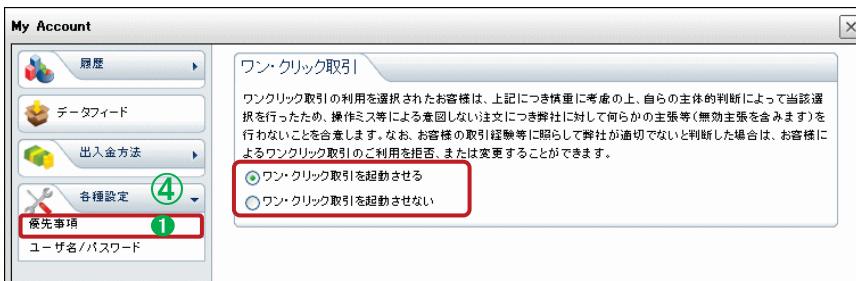 My Account
履歴
データフィード
出入金方法
各種設定
④
優先事項
❶
ユーザ名/パスワード
ワン・クリック取引
ワンクリック取引の利用を選択されたお客様は、上記につき慎重に考慮の上、自らの主体的判断によって当該選
択を行ったため、操作ミス等による意図しない注文につき弊社に対して何らかの主張等(無効主張を含みます)を
行わないことを合意します。なお、お客様の取引経験等に照らして弊社が適切でないと判断した場合は、お客様に
よるワンクリック取引のご利用を拒否、または変更することができます。
ワン・クリック取引を起動させる
ワン・クリック取引を起動させない